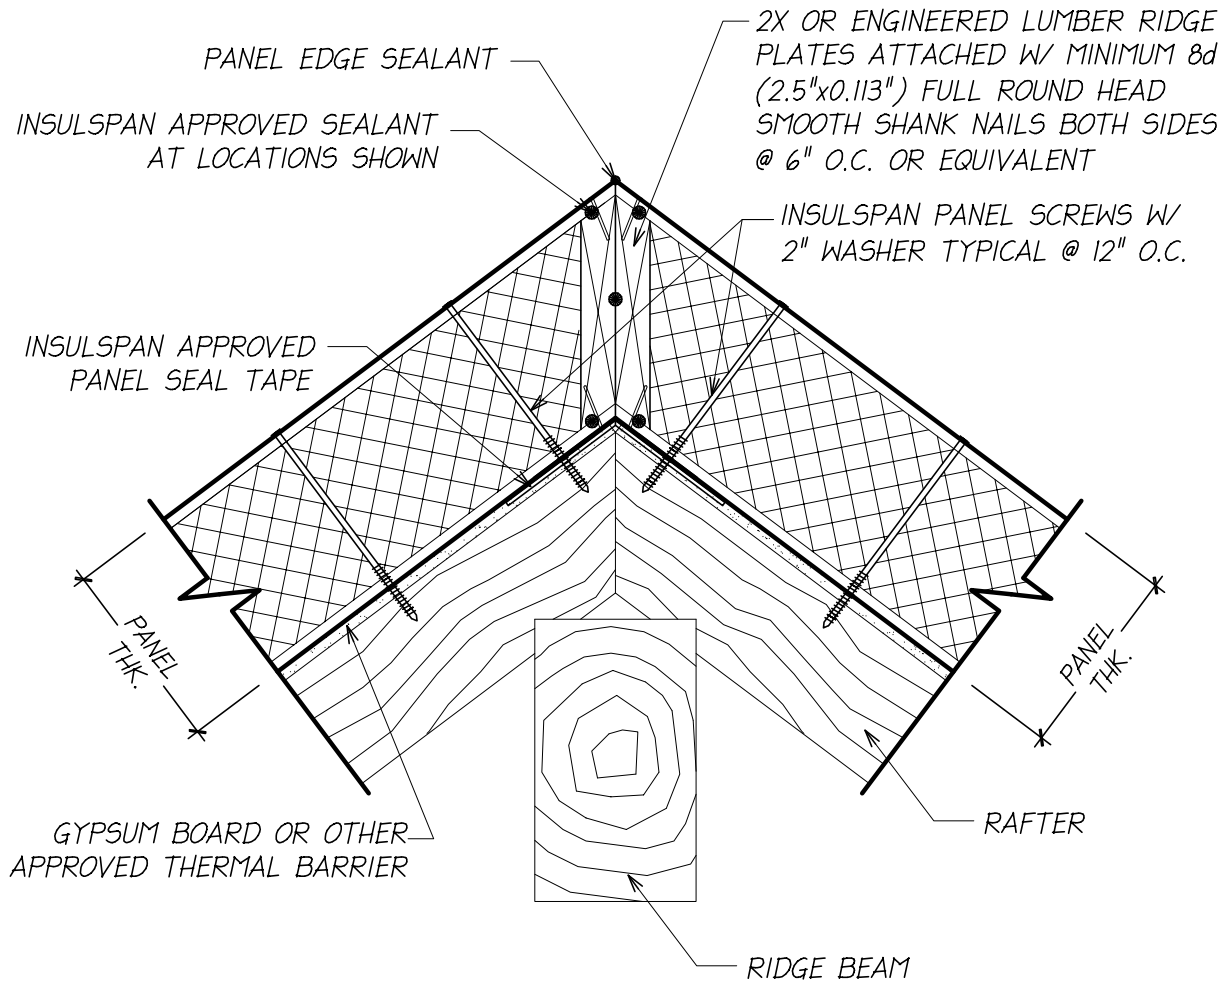 2X OR ENGINEERED LUMBER RIDGE
PLATES ATTACHED W/ MINIMUM 8d
(2.5"x0.113") FULL ROUND HEAD
SMOOTH SHANK NAILS BOTH SIDES
@ 6" O.C. OR EQUIVALENT
PANEL EDGE SEALANT
INSULSPAN APPROVED SEALANT
AT LOCATIONS SHOWN
INSULSPAN PANEL SCREWS W/
2" WASHER TYPICAL @ 12" O.C.
INSULSPAN APPROVED
PANEL SEAL TAPE
PANEL
THK.
PANEL
THK.
GYPSUM BOARD OR OTHER
APPROVED THERMAL BARRIER
RAFTER
RIDGE BEAM